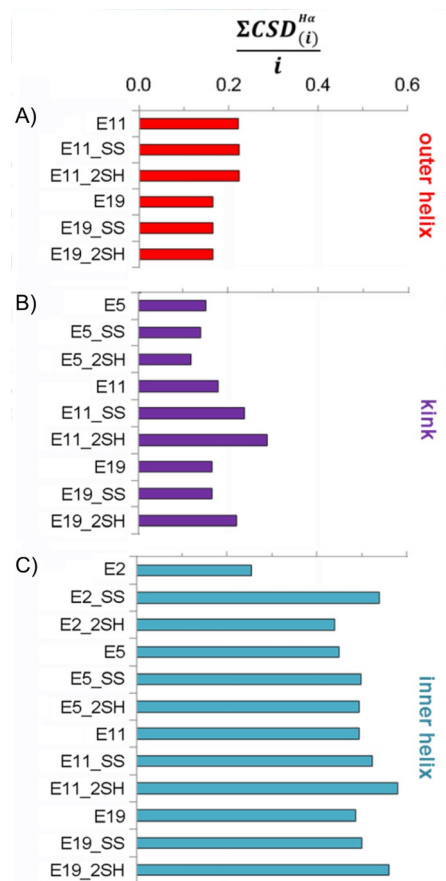 ΣCSD(i)^Hα
i
0.0 0.2 0.4 0.6
A)
E11
E11_SS
E11_2SH
E19
E19_SS
E19_2SH
outer helix
B)
E5
E5_SS
E5_2SH
E11
E11_SS
E11_2SH
E19
E19_SS
E19_2SH
kink
C)
E2
E2_SS
E2_2SH
E5
E5_SS
E5_2SH
E11
E11_SS
E11_2SH
E19
E19_SS
E19_2SH
inner helix